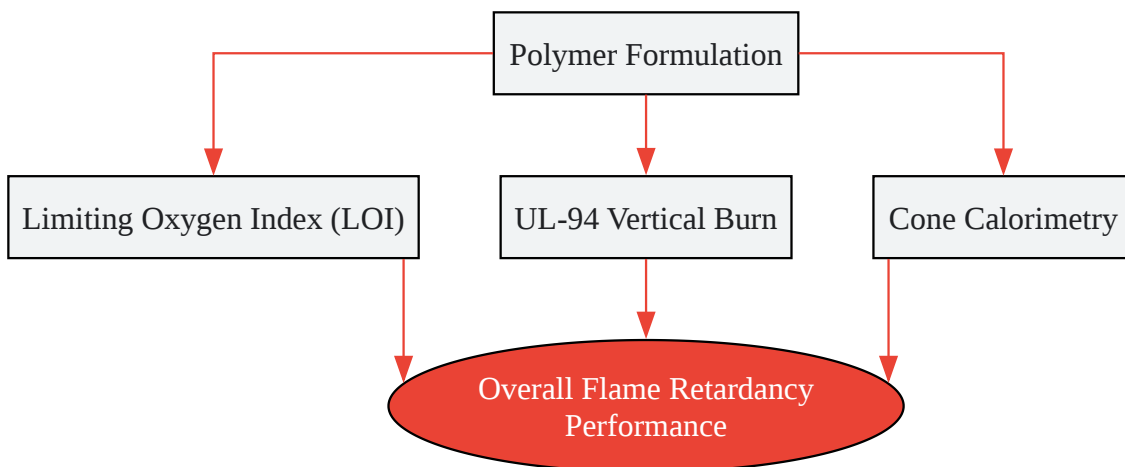 Polymer Formulation
Limiting Oxygen Index (LOI)
UL-94 Vertical Burn
Cone Calorimetry
Overall Flame Retardancy
Performance